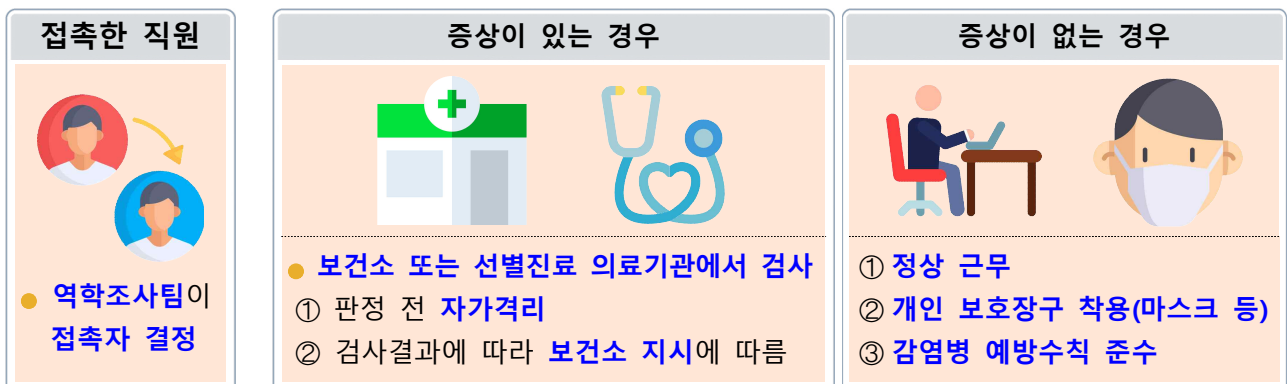 접촉한 직원
● 역학조사팀이
접촉자 결정
증상이 있는 경우
● 보건소 또는 선별진료 의료기관에서 검사
① 판정 전 자가격리
② 검사결과에 따라 보건소 지시에 따름
증상이 없는 경우
① 정상 근무
② 개인 보호장구 착용(마스크 등)
③ 감염병 예방수칙 준수